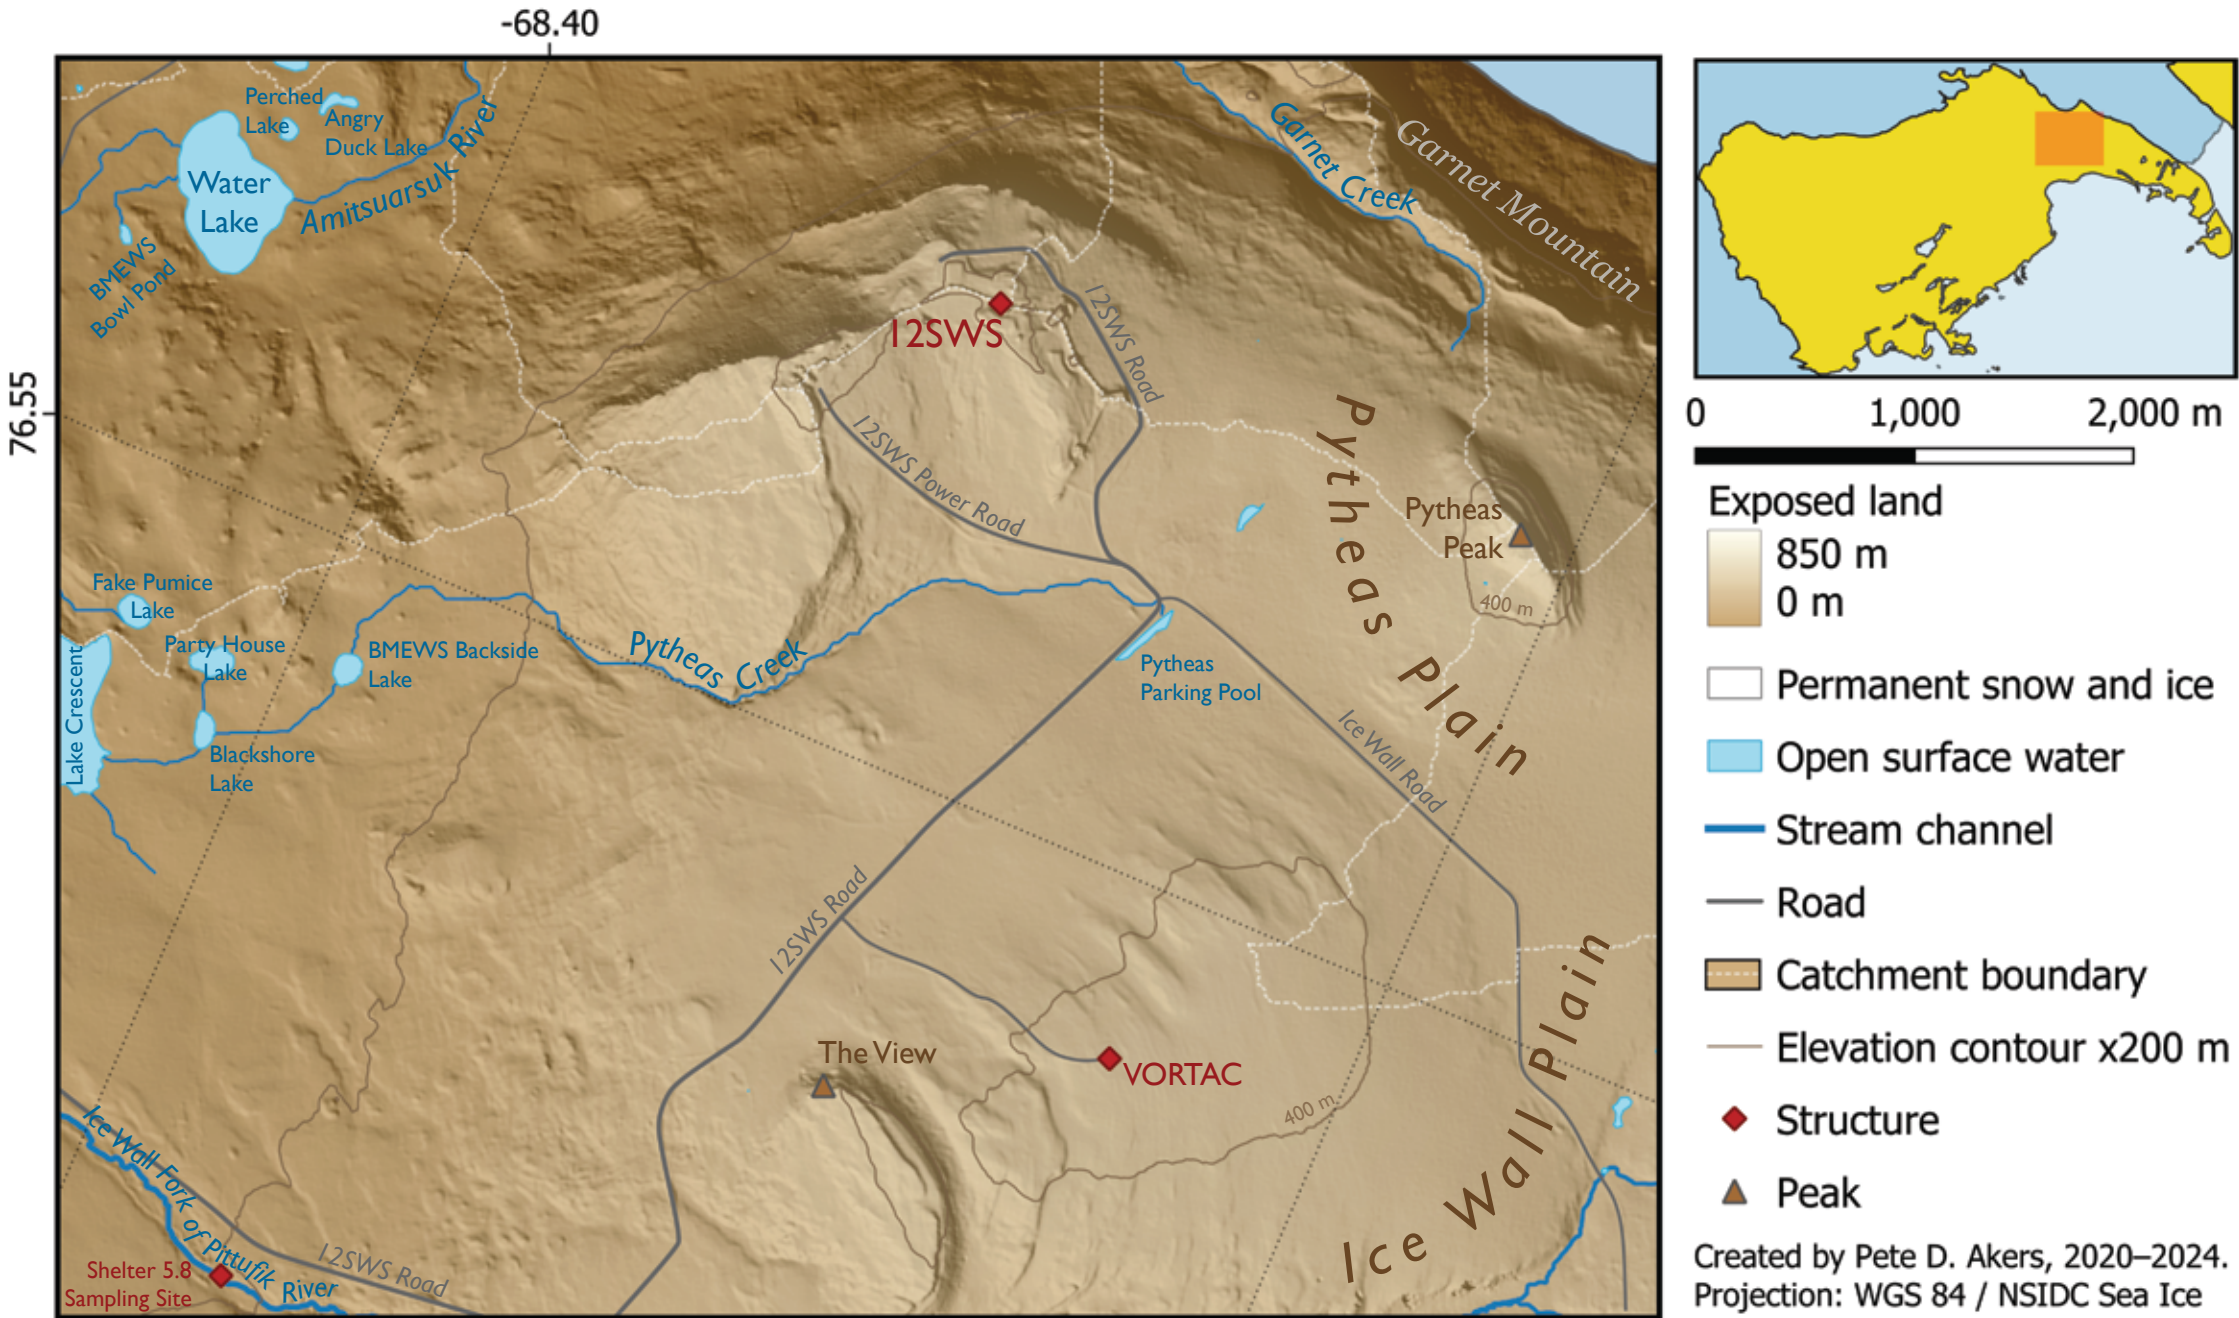 -68.40
76.55
Perched
Lake
Angry
Duck Lake
Water
Lake
Amitsuarsuk River
BMEWS
Bowl Pond
Garnet Creek
Garnet Mountain
12SWS
12SWS Road
12SWS Power Road
Pytheas
Peak
400 m
Pytheas Plain
Fake Pumice
Lake
Party House
Lake
BMEWS Backside
Lake
Lake Crescent
Blackshore
Lake
Pytheas Creek
Pytheas
Parking Pool
Ice Wall Road
12SWS Road
The View
VORTAC
400 m
Ice Wall Plain
Ice Wall Fork of Pittufik River
12SWS Road
Shelter 5.8
Sampling Site
0 1,000 2,000 m
Exposed land
850 m
0 m
Permanent snow and ice
Open surface water
Stream channel
Road
Catchment boundary
Elevation contour x200 m
Structure
Peak
Created by Pete D. Akers, 2020–2024.
Projection: WGS 84 / NSIDC Sea Ice